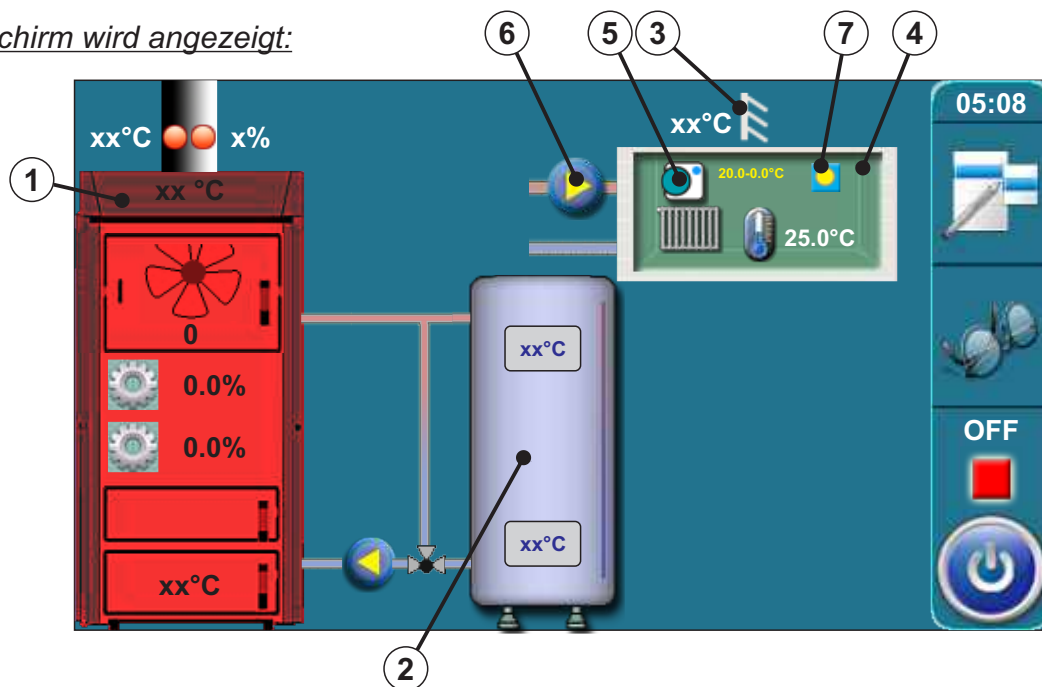 chirm wird angezeigt:
6 5 3 7 4
05:08
xx°C x% xx°C
1 xx °C
20.0-0.0°C
25.0°C
0
xx°C
0.0%
OFF
0.0%
xx°C
xx°C
2